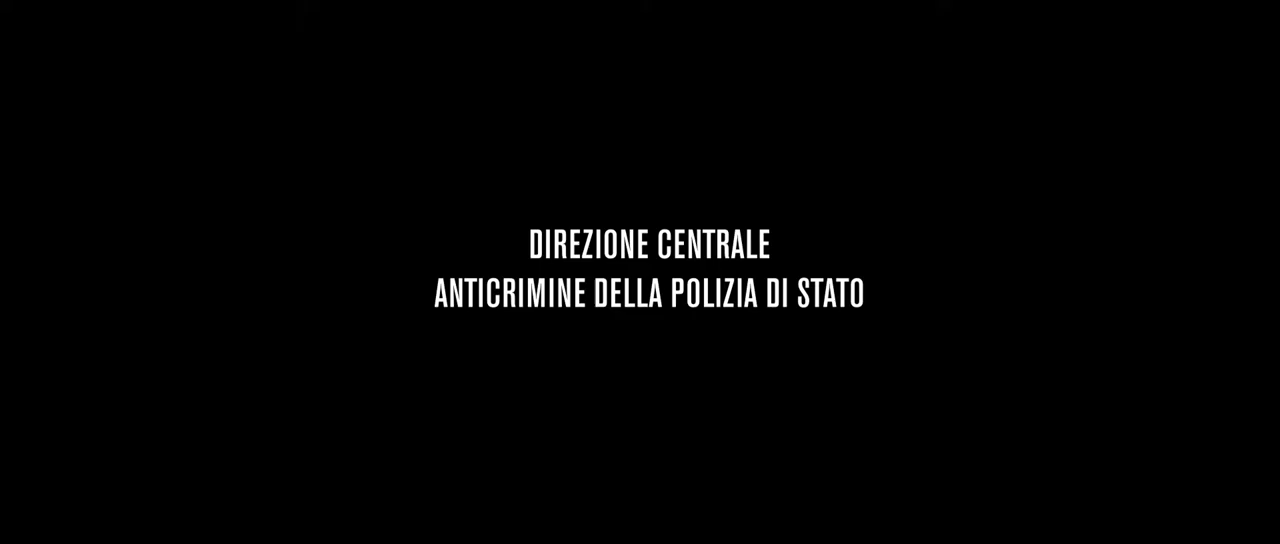 DIREZIONE CENTRALE
ANTICRIMINE DELLA POLIZIA DI STATO